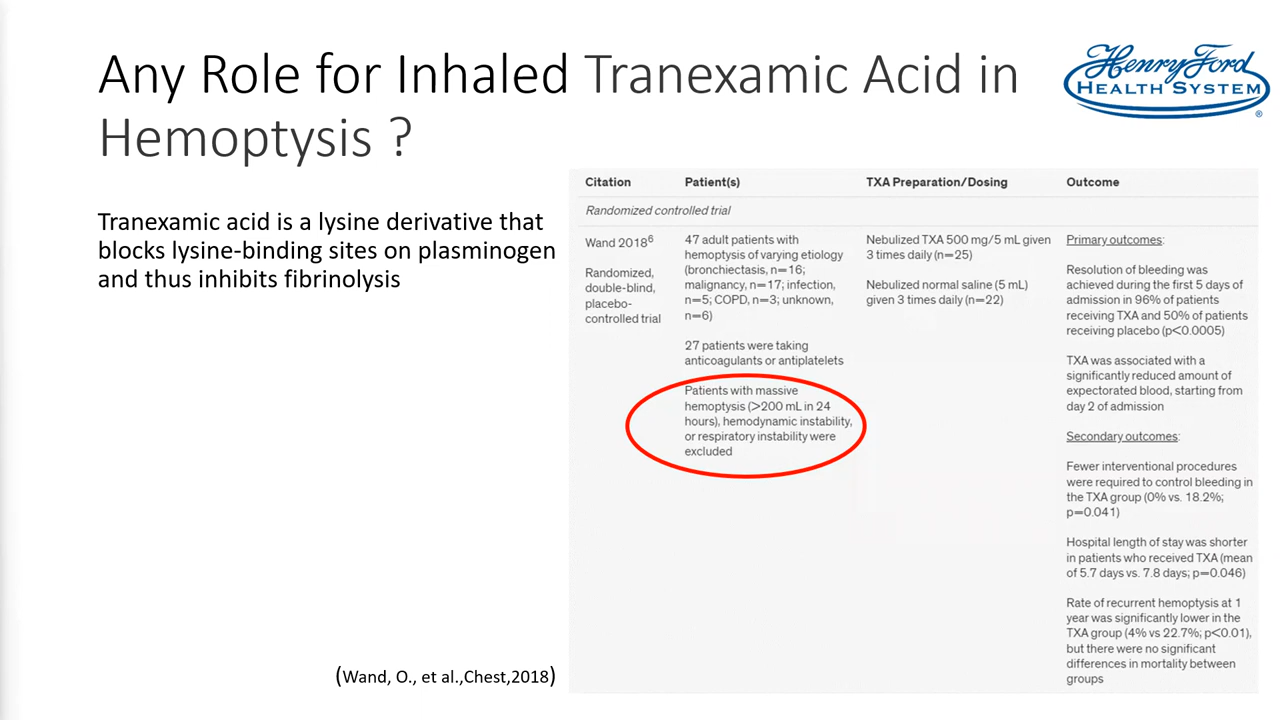 Any Role for Inhaled Tranexamic Acid in
Hemoptysis ?
Henry Ford
HEALTH SYSTEM
®
Tranexamic acid is a lysine derivative that
blocks lysine-binding sites on plasminogen
and thus inhibits fibrinolysis
Citation
Patient(s)
TXA Preparation/Dosing
Outcome
Randomized controlled trial
Wand 2018⁶
Randomized,
double-blind,
placebo-
controlled trial
47 adult patients with
hemoptysis of varying etiology
(bronchiectasis, n=16;
malignancy, n=17; infection,
n=5; COPD, n=3; unknown,
n=6)
27 patients were taking
anticoagulants or antiplatelets
Patients with massive
hemoptysis (>200 mL in 24
hours), hemodynamic instability,
or respiratory instability were
excluded
Nebulized TXA 500 mg/5 mL given
3 times daily (n=25)
Nebulized normal saline (5 mL)
given 3 times daily (n=22)
Primary outcomes:
Resolution of bleeding was
achieved during the first 5 days of
admission in 96% of patients
receiving TXA and 50% of patients
receiving placebo (p<0.0005)
TXA was associated with a
significantly reduced amount of
expectorated blood, starting from
day 2 of admission
Secondary outcomes:
Fewer interventional procedures
were required to control bleeding in
the TXA group (0% vs. 18.2%;
p=0.041)
Hospital length of stay was shorter
in patients who received TXA (mean
of 5.7 days vs. 7.8 days; p=0.046)
Rate of recurrent hemoptysis at 1
year was significantly lower in the
TXA group (4% vs 22.7%; p<0.01),
but there were no significant
differences in mortality between
groups
(Wand, O., et al.,Chest,2018)